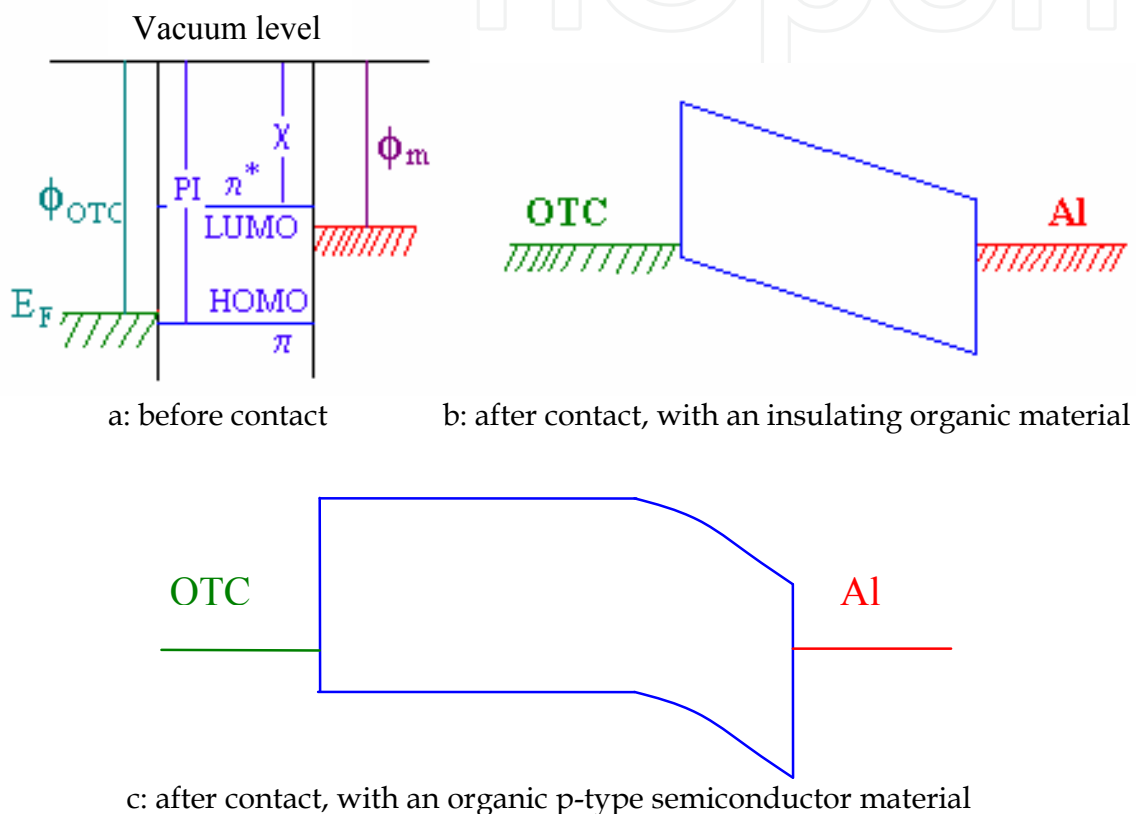 Vacuum level
χ
ϕm
PI π*
ϕOTC
LUMO
EF
HOMO
π
OTC
Al
a: before contact
b: after contact, with an insulating organic material
OTC
Al
c: after contact, with an organic p-type semiconductor material